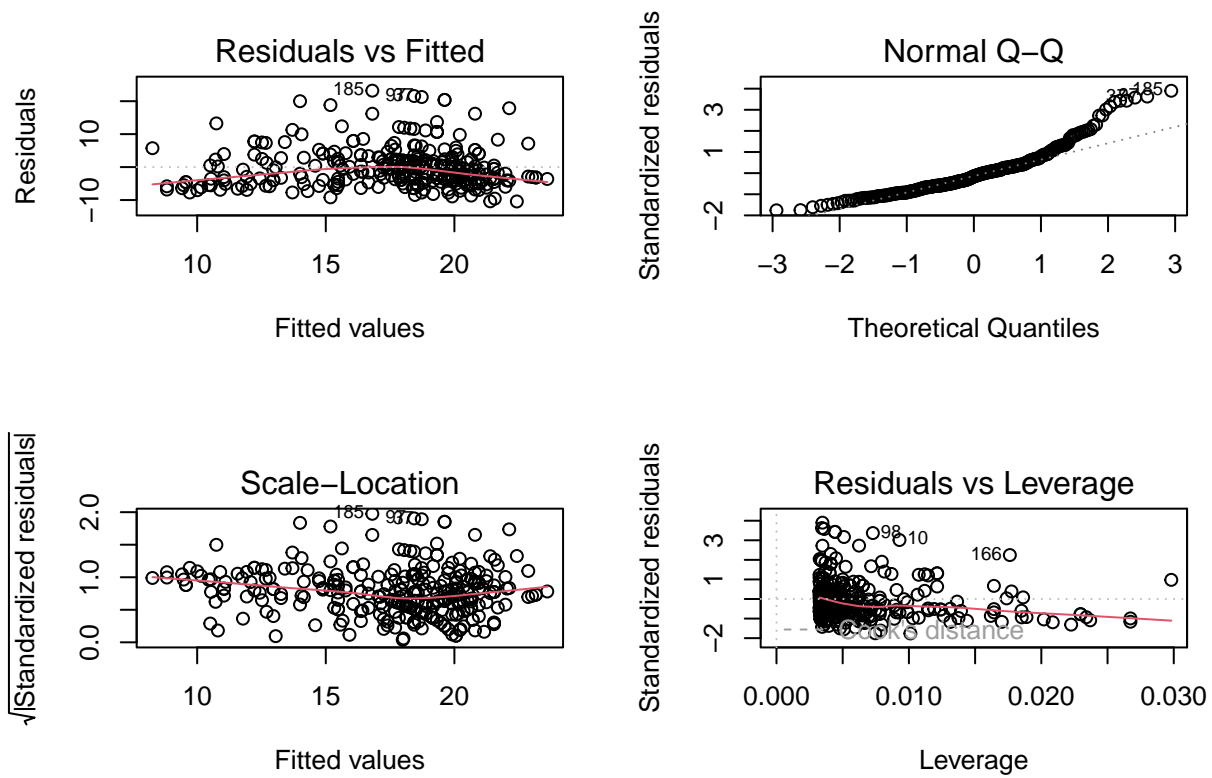 Residuals vs Fitted
Residuals
−10
10
10
15
20
Fitted values
185
Normal Q−Q
Standardized residuals
−2
1
3
−3
−2
−1
0
1
2
3
Theoretical Quantiles
185
Scale−Location
√|Standardized residuals|
0.0
1.0
2.0
10
15
20
Fitted values
185
Residuals vs Leverage
Standardized residuals
−2
1
3
0.000
0.010
0.020
0.030
Leverage
Cook's distance
98
10
166